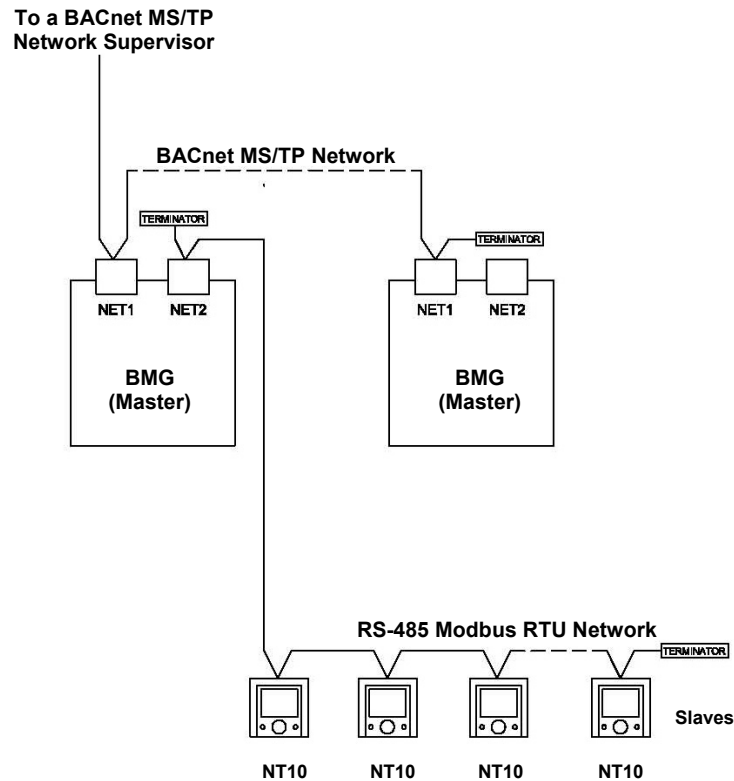 To a BACnet MS/TP
Network Supervisor
BACnet MS/TP Network
TERMINATOR
TERMINATOR
NET1
NET2
NET1
NET2
BMG
(Master)
BMG
(Master)
RS-485 Modbus RTU Network
TERMINATOR
Slaves
NT10
NT10
NT10
NT10